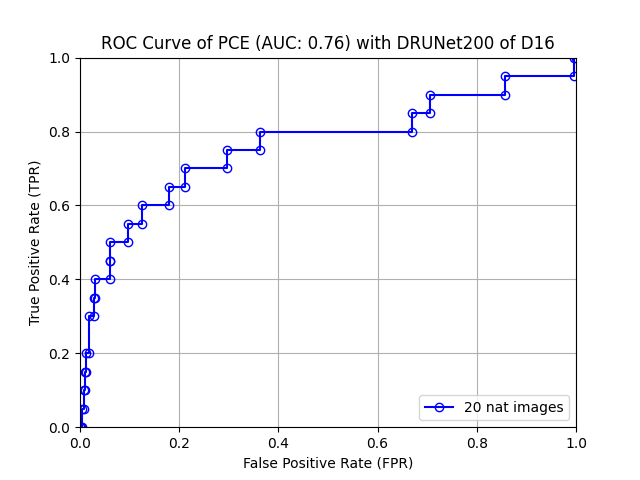 ROC Curve of PCE (AUC: 0.76) with DRUNet200 of D16
1.0
0.8
0.6
0.4
0.2
0.0
True Positive Rate (TPR)
20 nat images
0.0 0.2 0.4 0.6 0.8 1.0
False Positive Rate (FPR)